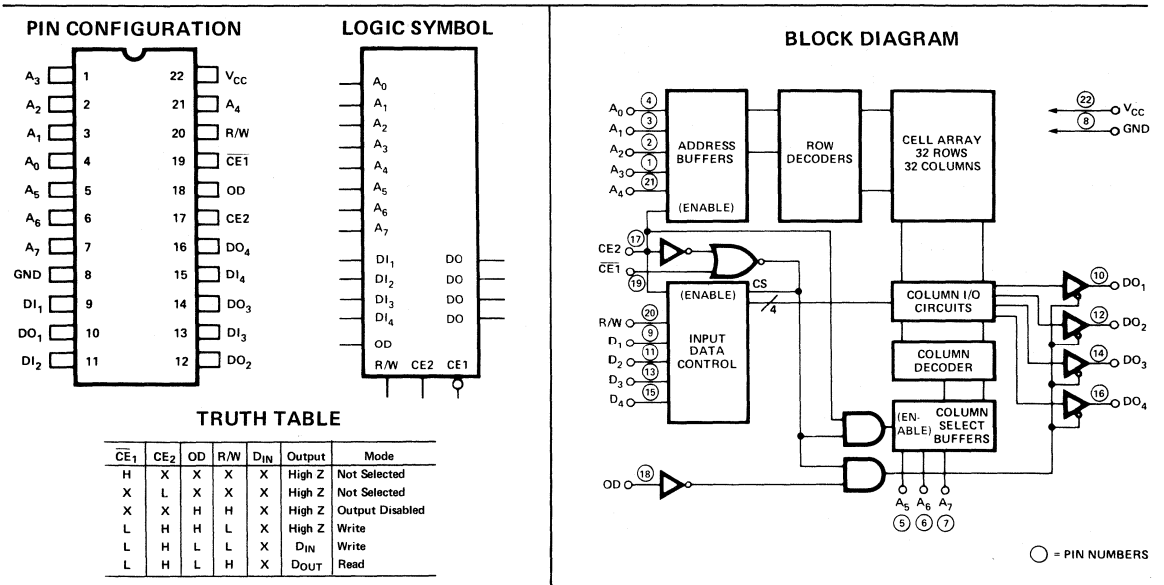 PIN CONFIGURATION
A3 1 22 VCC
A2 2 21 A4
A1 3 20 R/W
A0 4 19 C̅E̅1̅
A5 5 18 OD
A6 6 17 CE2
A7 7 16 DO4
GND 8 15 DI4
DI1 9 14 DO3
DO1 10 13 DI3
DI2 11 12 DO2
LOGIC SYMBOL
A0
A1
A2
A3
A4
A5
A6
A7
DI1 DO
DI2 DO
DI3 DO
DI4 DO
OD
R/W CE2 CE1
TRUTH TABLE
C̅E̅1 CE2 OD R/W DIN Output Mode
H X X X X High Z Not Selected
X L X X X High Z Not Selected
X X H H X High Z Output Disabled
L H H L X High Z Write
L H L L X DIN Write
L H L H X DOUT Read
BLOCK DIAGRAM
A0 4
A1 3
A2 2
A3 1
A4 21
ADDRESS
BUFFERS
(ENABLE)
ROW
DECODERS
CELL ARRAY
32 ROWS
32 COLUMNS
22 VCC
8 GND
CE2 17
C̅E̅1̅ 19
CS
4
(ENABLE)
INPUT
DATA
CONTROL
R/W 20
D1 9
D2 11
D3 13
D4 15
COLUMN I/O
CIRCUITS
COLUMN
DECODER
(EN-
ABLE)
COLUMN
SELECT
BUFFERS
10 DO1
12 DO2
14 DO3
16 DO4
OD 18
A5 A6 A7
5 6 7
= PIN NUMBERS